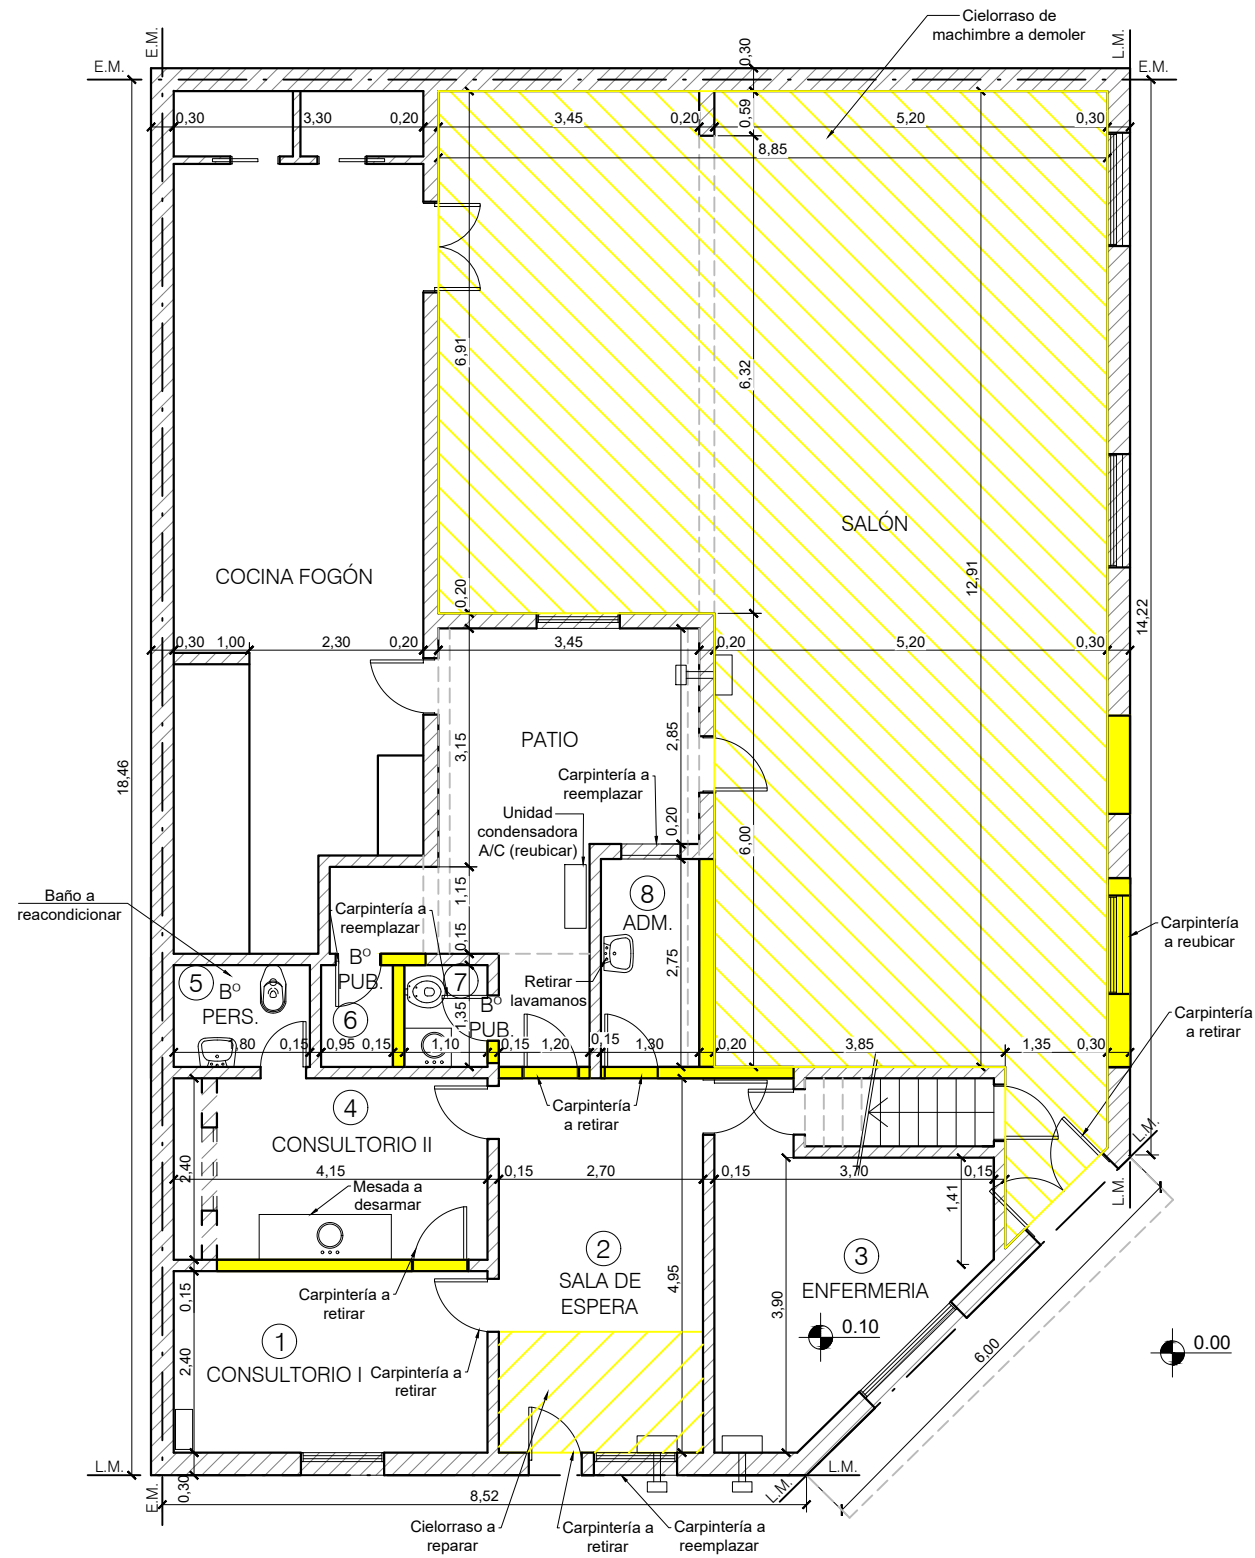 Cielorraso de
machimbre a demoler
E.M.
L.M.
0,30
E.M.
E.M.
0,30
3,30
0,20
3,45
0,20
0,59
5,20
0,30
8,85
6,91
6,32
SALÓN
COCINA FOGÓN
12,91
0,20
14,22
0,30
1,00
2,30
0,20
3,45
0,20
5,20
0,30
PATIO
2,85
3,15
18,46
Carpintería a
reemplazar
Unidad
condensadora
A/C (reubicar)
0,20
6,00
Baño a
reacondicionar
1,15
Carpintería a
reemplazar
8
ADM.
Carpintería
a reubicar
0,15
2,75
5
Bº
PERS.
Bº
PUB.
6
7
Bº
PUB.
Retirar
lavamanos
1,35
Carpintería
a retirar
,80
0,15
0,95
0,15
1,10
0,15
1,20
0,15
1,30
0,20
3,85
1,35
0,30
4
CONSULTORIO II
Carpintería
a retirar
L.M.
2,40
4,15
0,15
2,70
0,15
3,70
0,15
L.M.
Mesada a
desarmar
1,41
2
SALA DE
ESPERA
3
ENFERMERIA
4,95
3,90
0,15
Carpintería a
retirar
0.10
0.00
1
CONSULTORIO I
Carpintería a
retirar
2,40
6,00
L.M.
L.M.
L.M.
E.M.
0,30
8,52
Cielorraso a
reparar
Carpintería a
retirar
Carpintería a
reemplazar